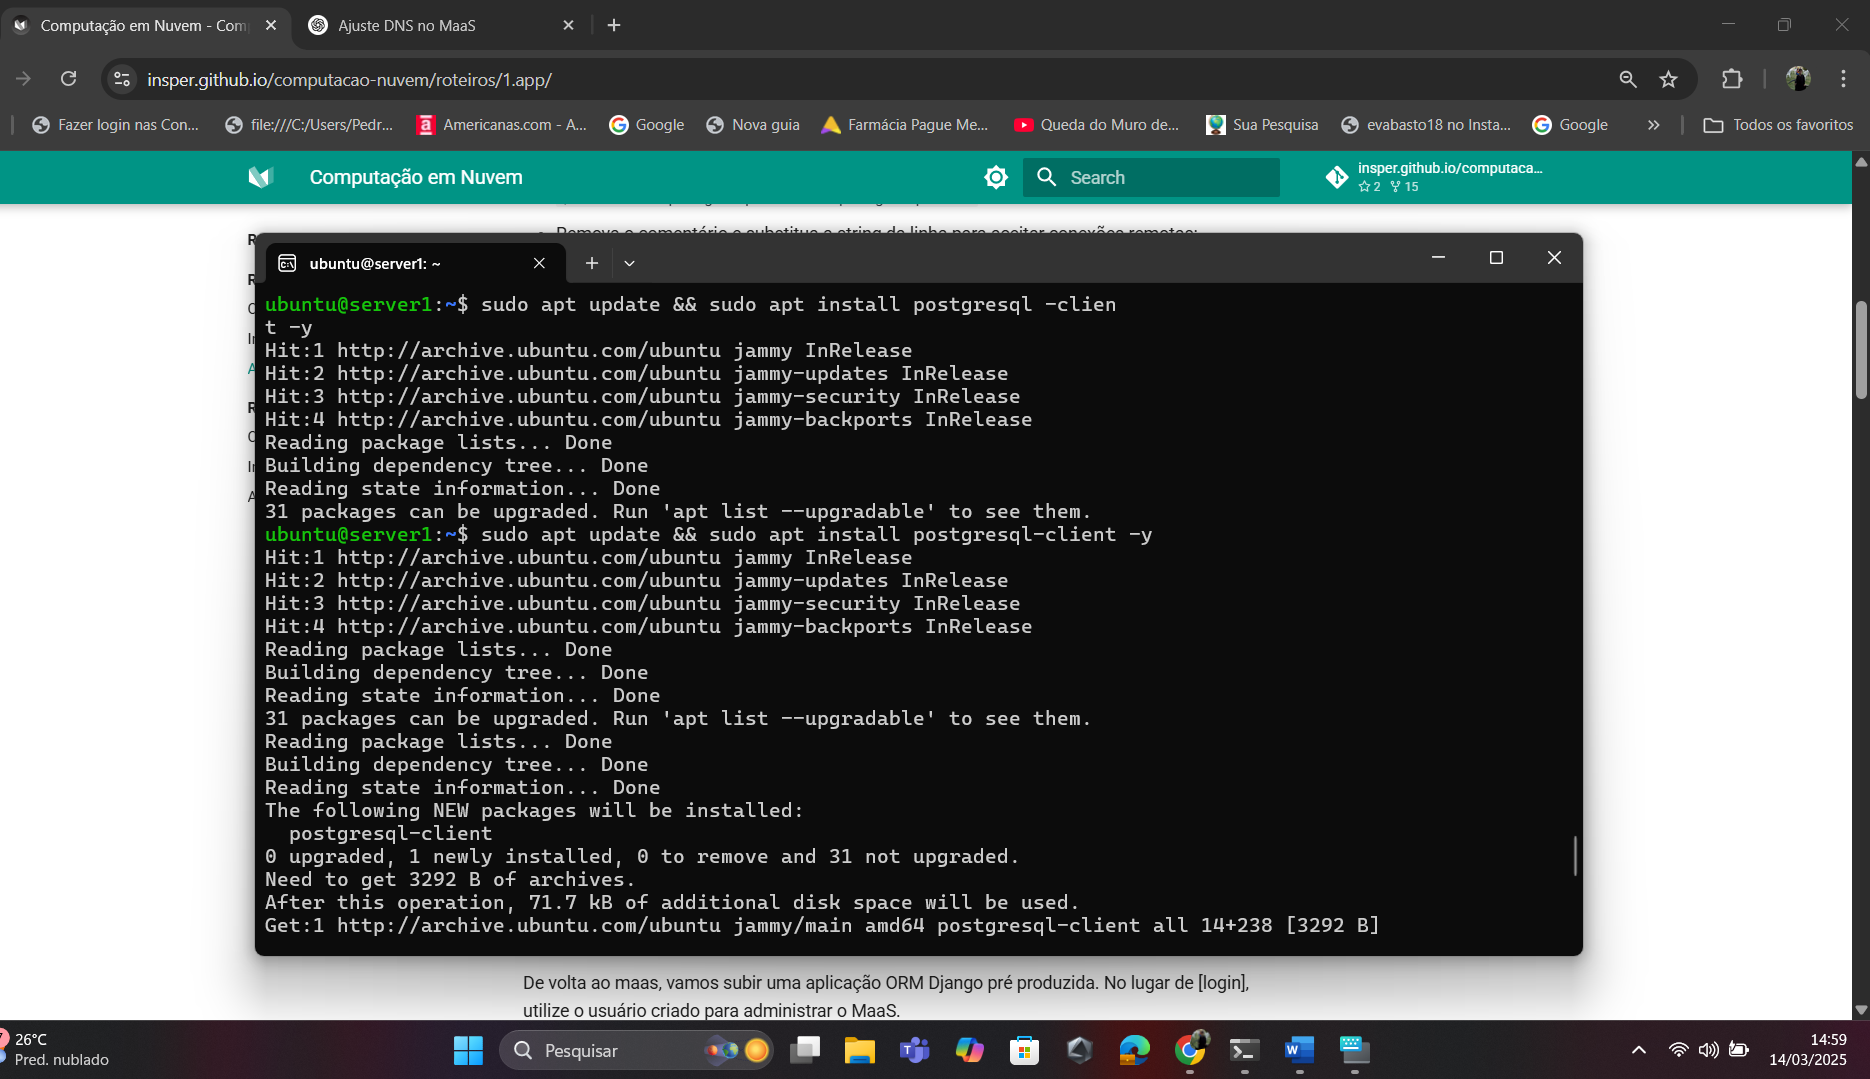 Computação em Nuvem - Com
Ajuste DNS no MaaS
insper.github.io/computacao-nuvem/roteiros/1.app/
Fazer login nas Con...
file:///C:/Users/Pedr...
Americanas.com - A...
Google
Nova guia
Farmácia Pague Me...
Queda do Muro de...
Sua Pesquisa
evabasto18 no Insta...
Google
Todos os favoritos
Computação em Nuvem
Search
insper.github.io/computaca...
2 15
ubuntu@server1: ~
ubuntu@server1:~$ sudo apt update && sudo apt install postgresql -clien
t -y
Hit:1 http://archive.ubuntu.com/ubuntu jammy InRelease
Hit:2 http://archive.ubuntu.com/ubuntu jammy-updates InRelease
Hit:3 http://archive.ubuntu.com/ubuntu jammy-security InRelease
Hit:4 http://archive.ubuntu.com/ubuntu jammy-backports InRelease
Reading package lists... Done
Building dependency tree... Done
Reading state information... Done
31 packages can be upgraded. Run 'apt list --upgradable' to see them.
ubuntu@server1:~$ sudo apt update && sudo apt install postgresql-client -y
Hit:1 http://archive.ubuntu.com/ubuntu jammy InRelease
Hit:2 http://archive.ubuntu.com/ubuntu jammy-updates InRelease
Hit:3 http://archive.ubuntu.com/ubuntu jammy-security InRelease
Hit:4 http://archive.ubuntu.com/ubuntu jammy-backports InRelease
Reading package lists... Done
Building dependency tree... Done
Reading state information... Done
31 packages can be upgraded. Run 'apt list --upgradable' to see them.
Reading package lists... Done
Building dependency tree... Done
Reading state information... Done
The following NEW packages will be installed:
  postgresql-client
0 upgraded, 1 newly installed, 0 to remove and 31 not upgraded.
Need to get 3292 B of archives.
After this operation, 71.7 kB of additional disk space will be used.
Get:1 http://archive.ubuntu.com/ubuntu jammy/main amd64 postgresql-client all 14+238 [3292 B]
De volta ao maas, vamos subir uma aplicação ORM Django pré produzida. No lugar de [login],
utilize o usuário criado para administrar o MaaS.
26°C
Pred. nublado
Pesquisar
14:59
14/03/2025